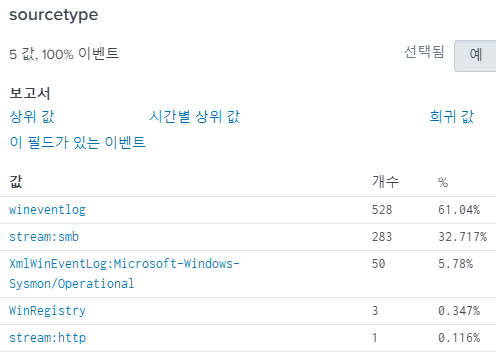 sourcetype
5 값, 100% 이벤트 선택됨 예
보고서
상위 값 시간별 상위 값 희귀 값
이 필드가 있는 이벤트
값 개수 %
wineventlog 528 61.04%
stream:smb 283 32.717%
XmlWinEventLog:Microsoft-Windows- 50 5.78%
Sysmon/Operational
WinRegistry 3 0.347%
stream:http 1 0.116%